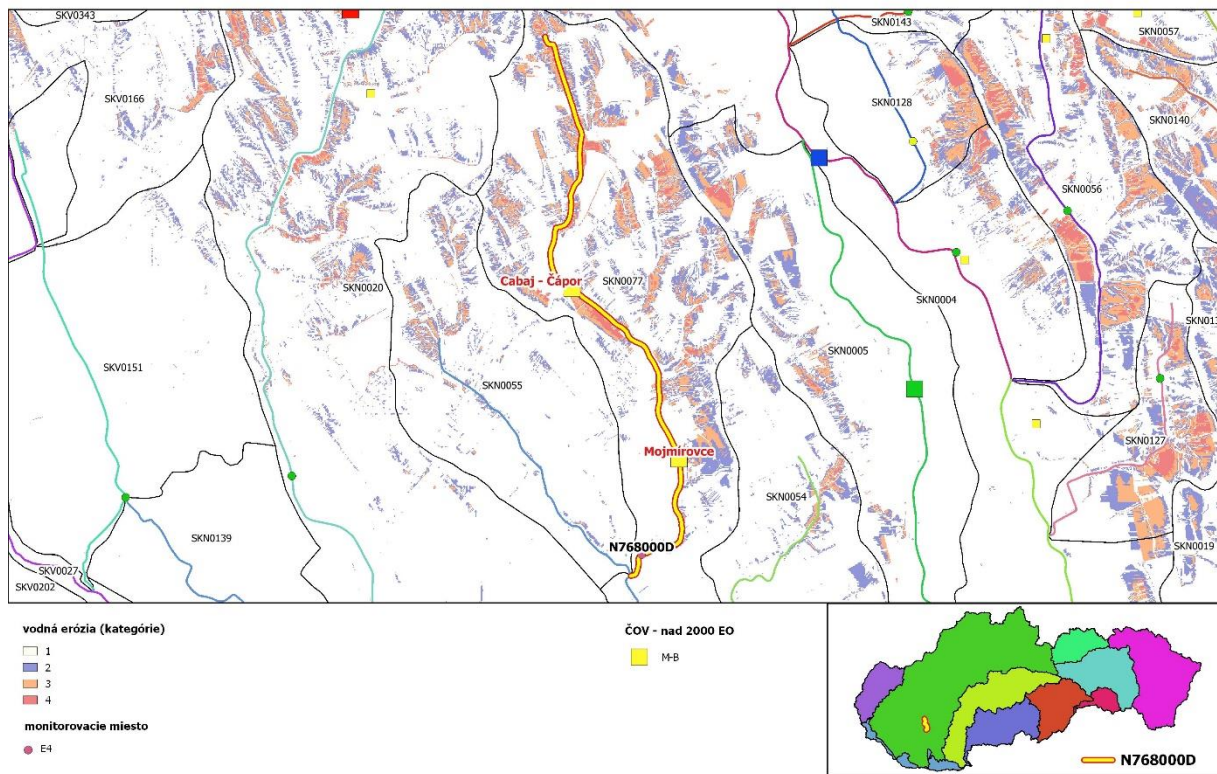 SKV0343
SKN0143
SKN0057
SKV0166
SKN0128
SKN0140
SKN0056
Cabaj - Čápor
SKN0077
SKN0020
SKN0004
SKV0151
SKN0055
SKN0005
SKN0127
Mojmírovce
SKN0054
SKN0139
N768000D
SKN0019
SKV0027
SKV0202
vodná erózia (kategórie)
1
2
3
4
monitorovacie miesto
E4
ČOV - nad 2000 EO
M-B
N768000D